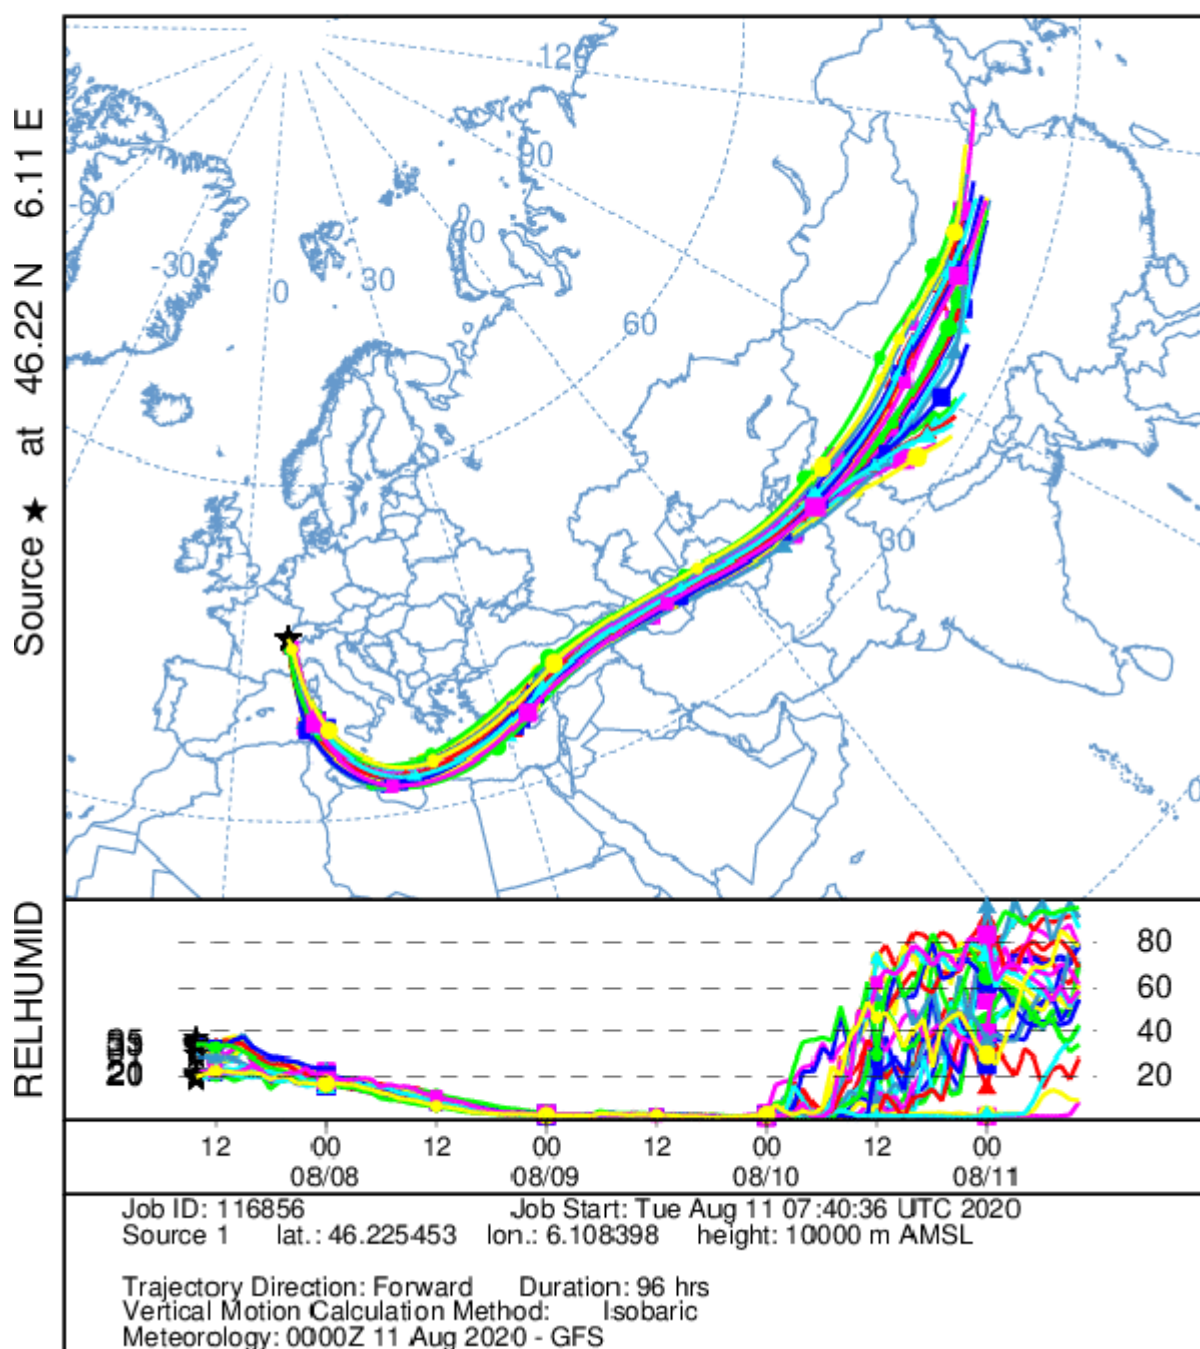 Source ★ at 46.22 N 6.11 E
120
90
60
-60
-30
0
30
60
30
0
RELHUMID
20
80
60
40
20
12 00 12 00 12 00 12 00
08/08 08/09 08/10 08/11
Job ID: 116856 Job Start: Tue Aug 11 07:40:36 UTC 2020
Source 1 lat.: 46.225453 lon.: 6.108398 height: 10000 m AMSL
Trajectory Direction: Forward Duration: 96 hrs
Vertical Motion Calculation Method: Isobaric
Meteorology: 0000Z 11 Aug 2020 - GFS